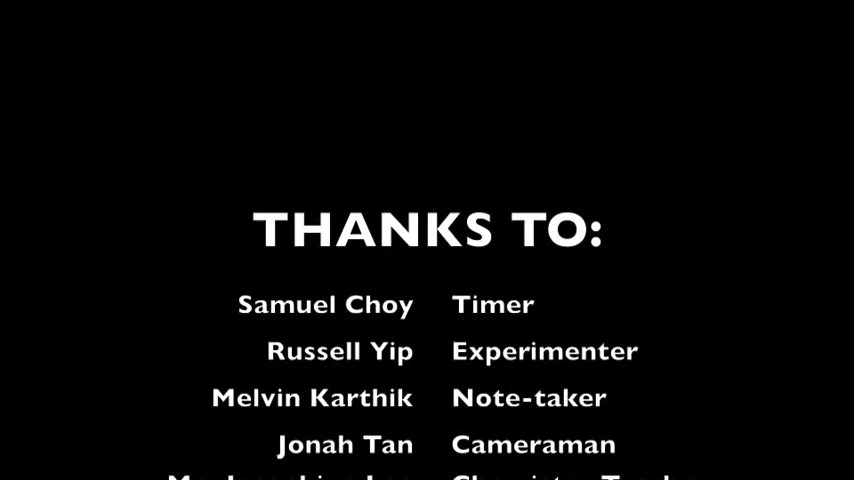 THANKS TO:
Samuel Choy Timer
Russell Yip Experimenter
Melvin Karthik Note-taker
Jonah Tan Cameraman